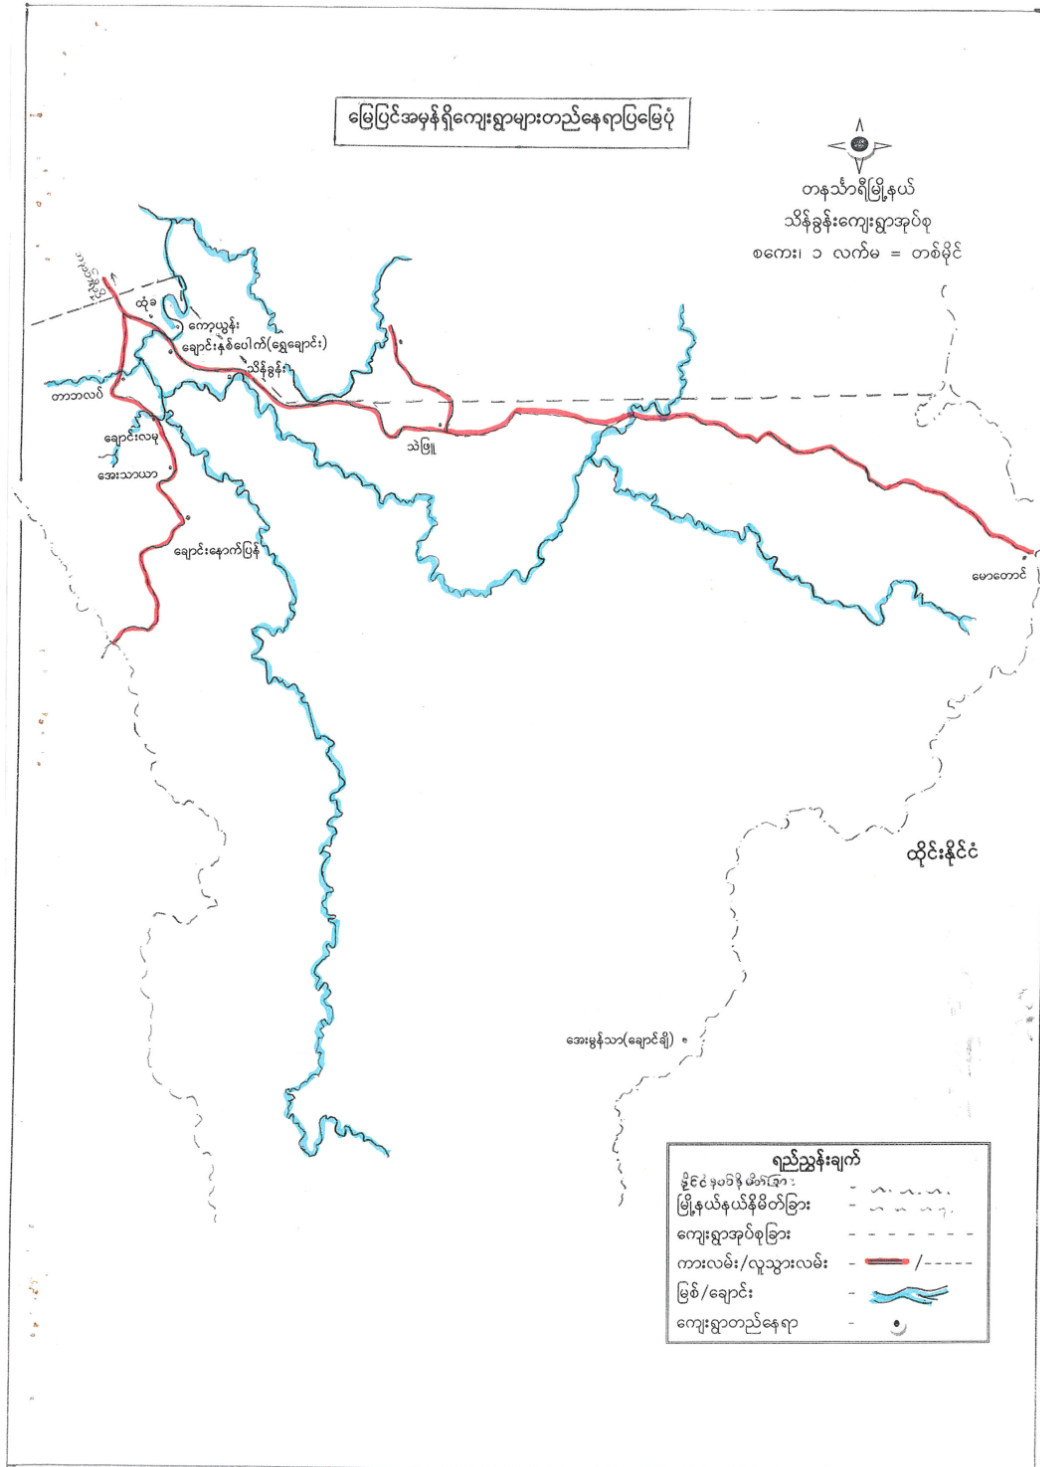 မြေပြင်အမှန်ရှိကျေးရွာများတည်နေရာပြမြေပုံ
တနင်္သာရီမြို့နယ်
သိန်ခွန်းကျေးရွာအုပ်စု
စကေး၊ ၁ လက်မ = တစ်မိုင်
ထုံခ
ကော့ယွန်း
ချောင်းနှစ်ပေါက်(ရွှေချောင်း)
သိန်ခွန်း
တာဘလပ်
ချောင်းလမု
သဲဖြူ
အေးသာယာ
ချောင်းနောက်ပြန်
မောတောင်
ထိုင်းနိုင်ငံ
အေးမွန်သာ(ချောင်ချို)
ရည်ညွှန်းချက်
မြို့နယ်နယ်နိမိတ်ခြား -
ကျေးရွာအုပ်စုခြား -
ကားလမ်း/လူသွားလမ်း - /
မြစ်/ချောင်း -
ကျေးရွာတည်နေရာ -